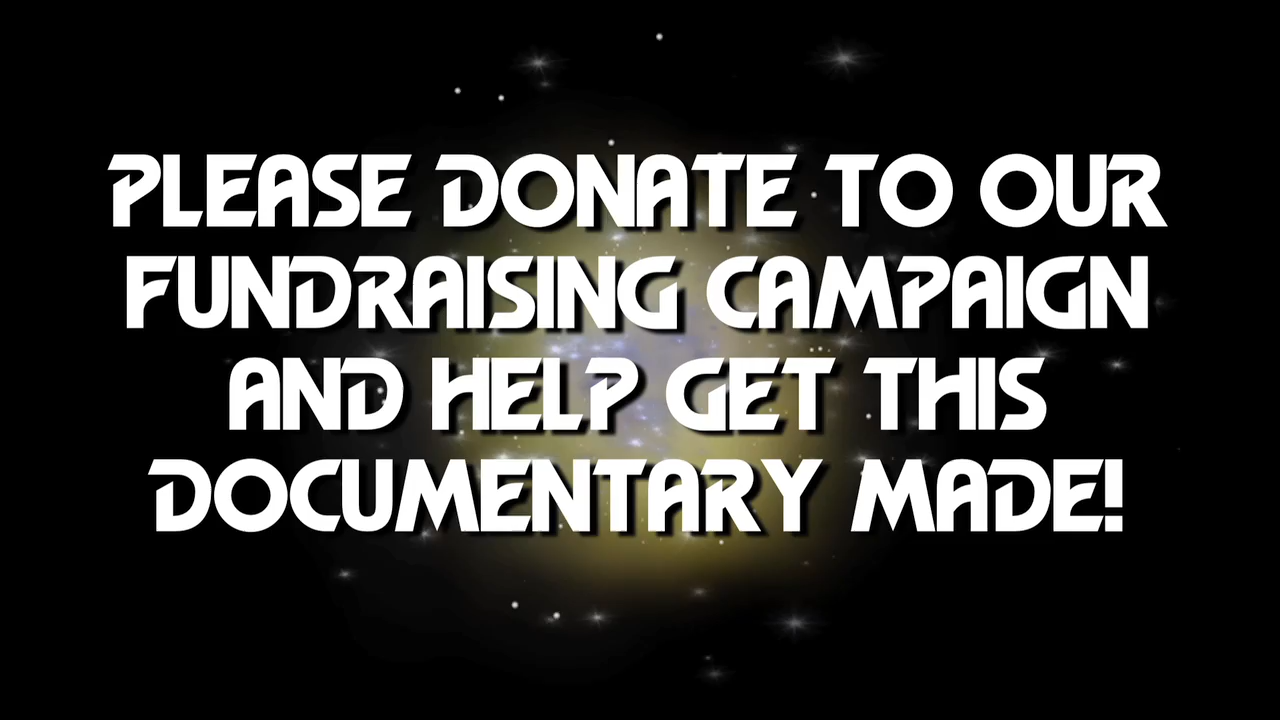 PLEASE DONATE TO OUR
FUNDRAISING CAMPAIGN
AND HELP GET THIS
DOCUMENTARY MADE!